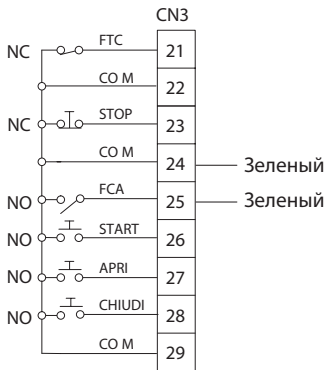 CN3
NC FTC 21
CO M 22
NC STOP 23
CO M 24 Зеленый
NO FCA 25 Зеленый
NO START 26
NO APRI 27
NO CHIUDI 28
CO M 29